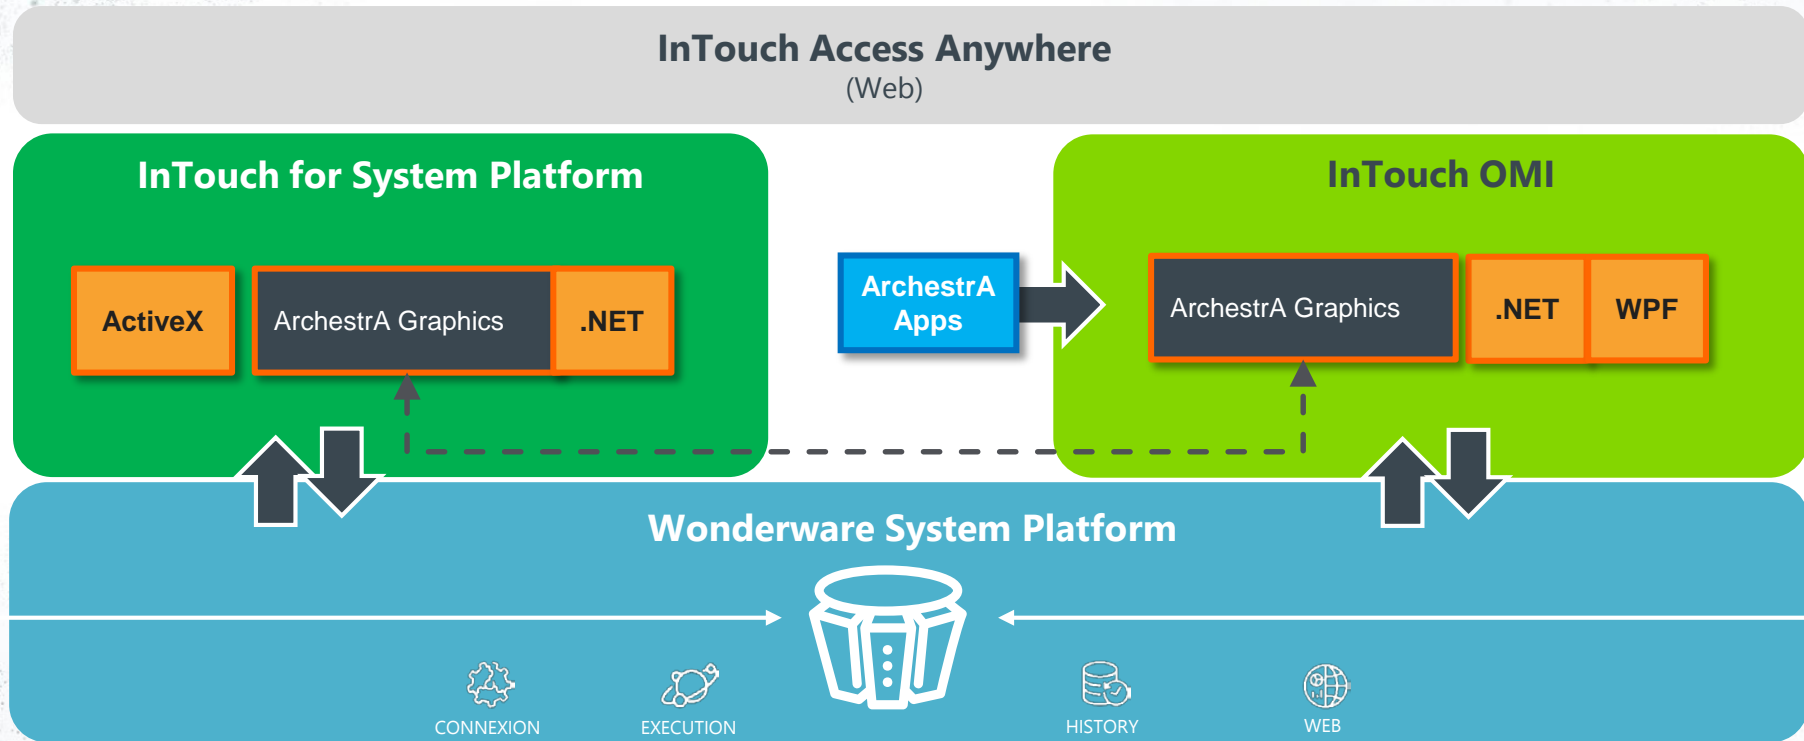 InTouch Access Anywhere
(Web)
InTouch for System Platform
ActiveX
ArchestrA Graphics
.NET
ArchestrA
Apps
InTouch OMI
ArchestrA Graphics
.NET
WPF
Wonderware System Platform
CONNEXION
EXECUTION
HISTORY
WEB